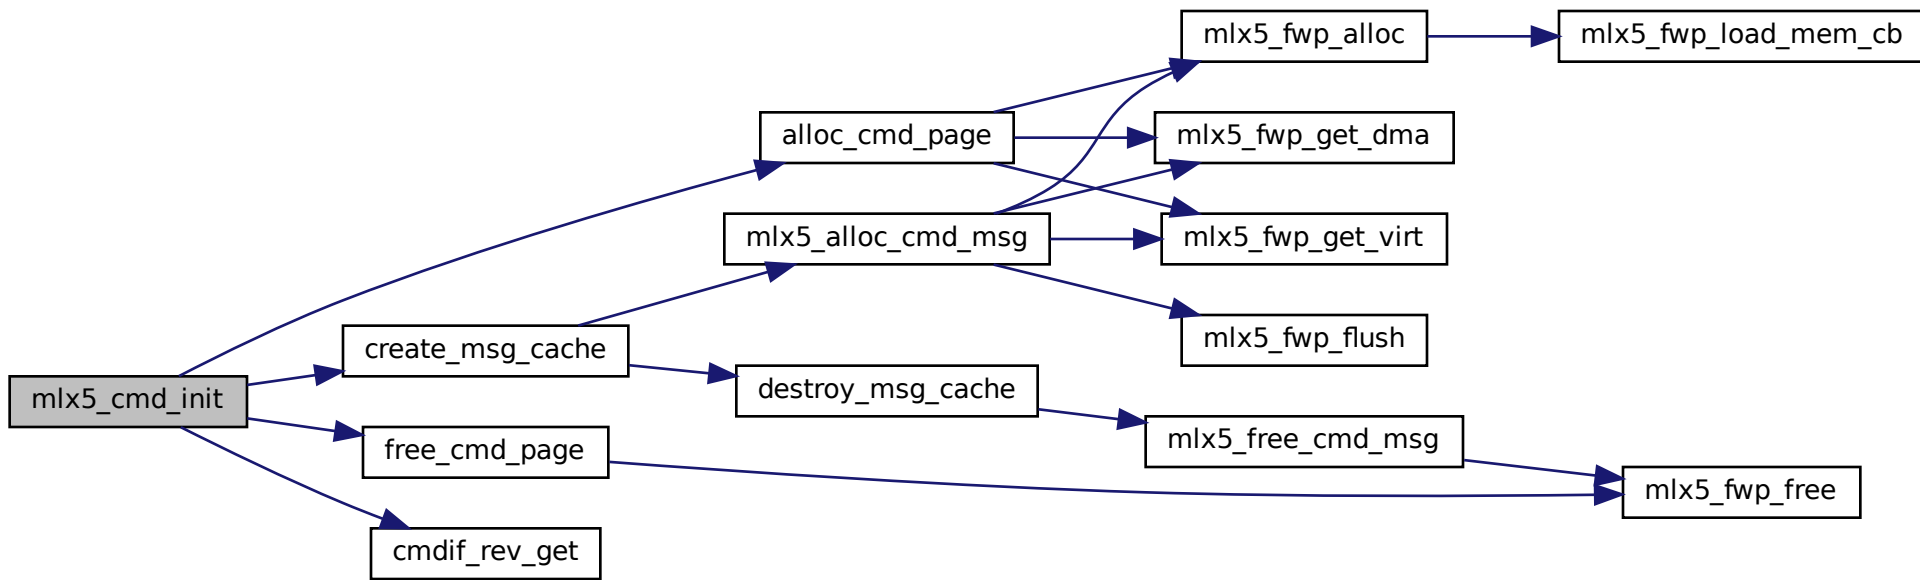 mlx5_fwp_alloc
mlx5_fwp_load_mem_cb
alloc_cmd_page
mlx5_fwp_get_dma
mlx5_alloc_cmd_msg
mlx5_fwp_get_virt
mlx5_fwp_flush
create_msg_cache
destroy_msg_cache
mlx5_cmd_init
mlx5_free_cmd_msg
free_cmd_page
mlx5_fwp_free
cmdif_rev_get